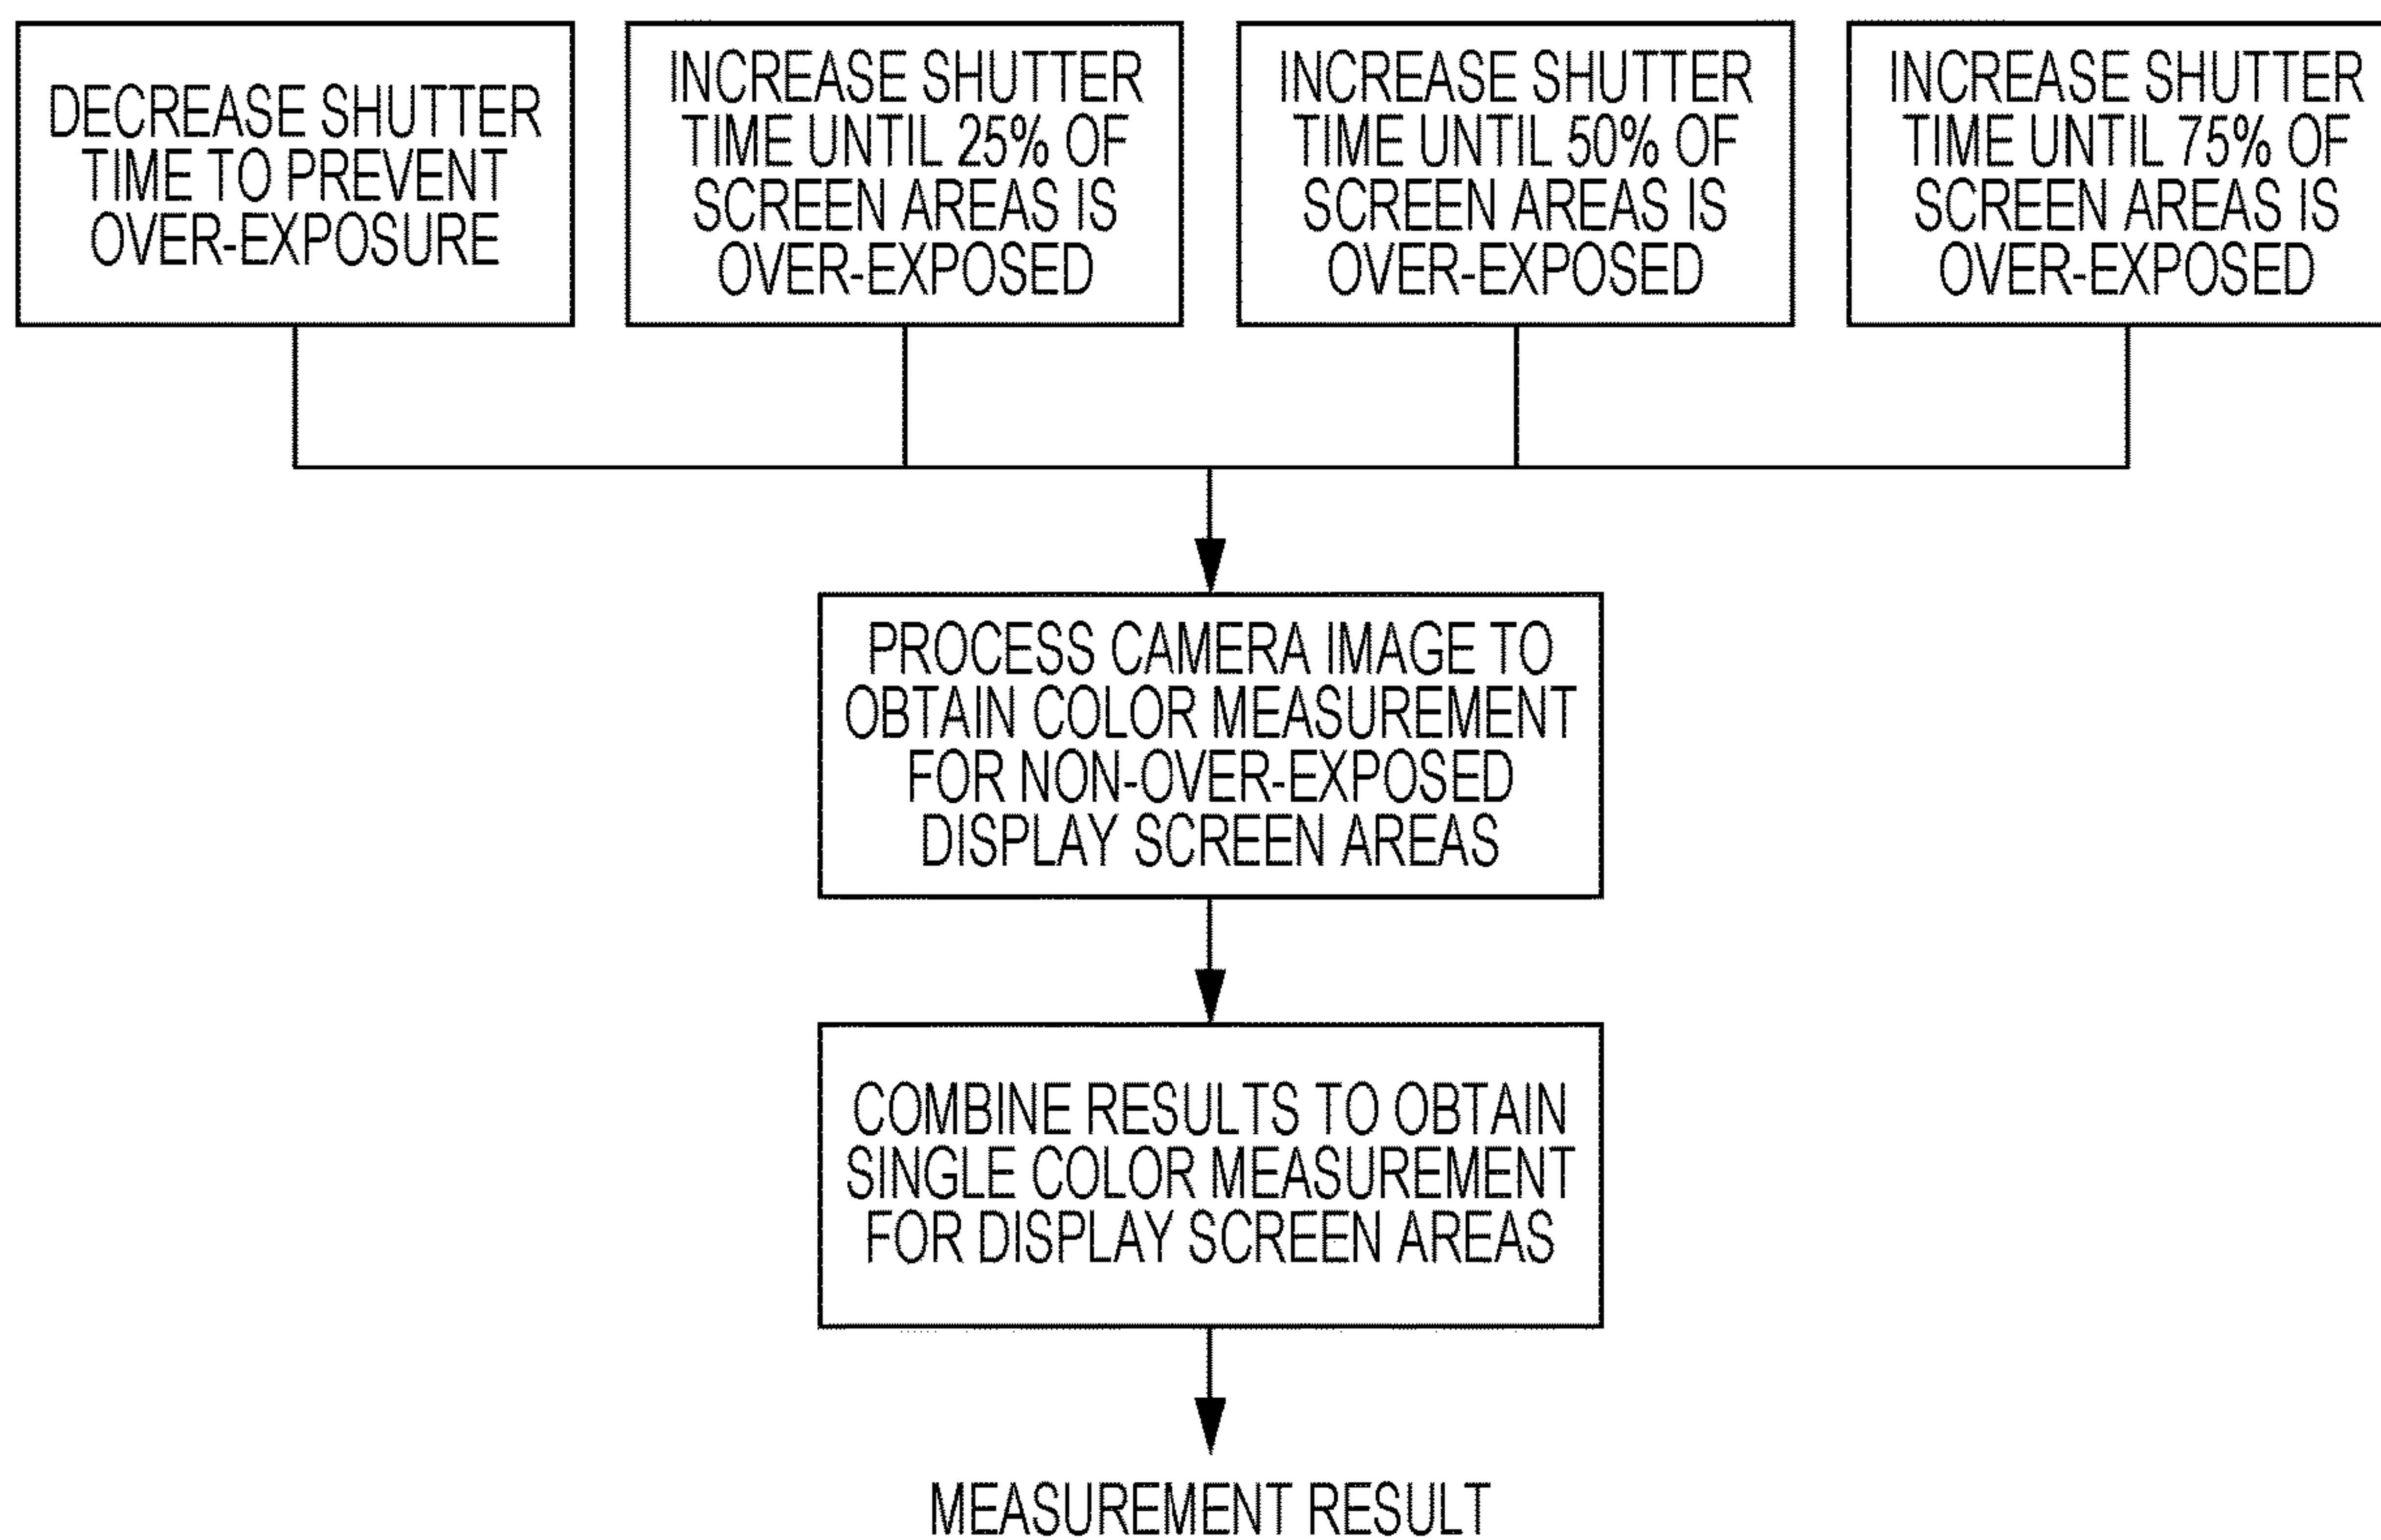 DECREASE SHUTTER
TIME TO PREVENT
OVER-EXPOSURE
INCREASE SHUTTER
TIME UNTIL 25% OF
SCREEN AREAS IS
OVER-EXPOSED
INCREASE SHUTTER
TIME UNTIL 50% OF
SCREEN AREAS IS
OVER-EXPOSED
INCREASE SHUTTER
TIME UNTIL 75% OF
SCREEN AREAS IS
OVER-EXPOSED
PROCESS CAMERA IMAGE TO
OBTAIN COLOR MEASUREMENT
FOR NON-OVER-EXPOSED
DISPLAY SCREEN AREAS
COMBINE RESULTS TO OBTAIN
SINGLE COLOR MEASUREMENT
FOR DISPLAY SCREEN AREAS
MEASUREMENT RESULT